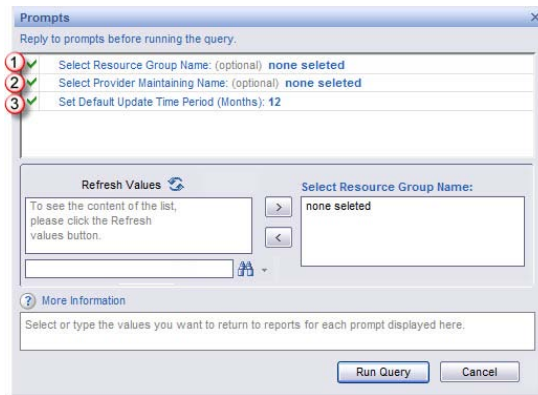 Prompts
Reply to prompts before running the query.
1 Select Resource Group Name: (optional) none seleted
2 Select Provider Maintaining Name: (optional) none seleted
3 Set Default Update Time Period (Months): 12
Refresh Values
Select Resource Group Name:
To see the content of the list,
please click the Refresh
values button.
>
<
none seleted
? More Information
Select or type the values you want to return to reports for each prompt displayed here.
Run Query Cancel